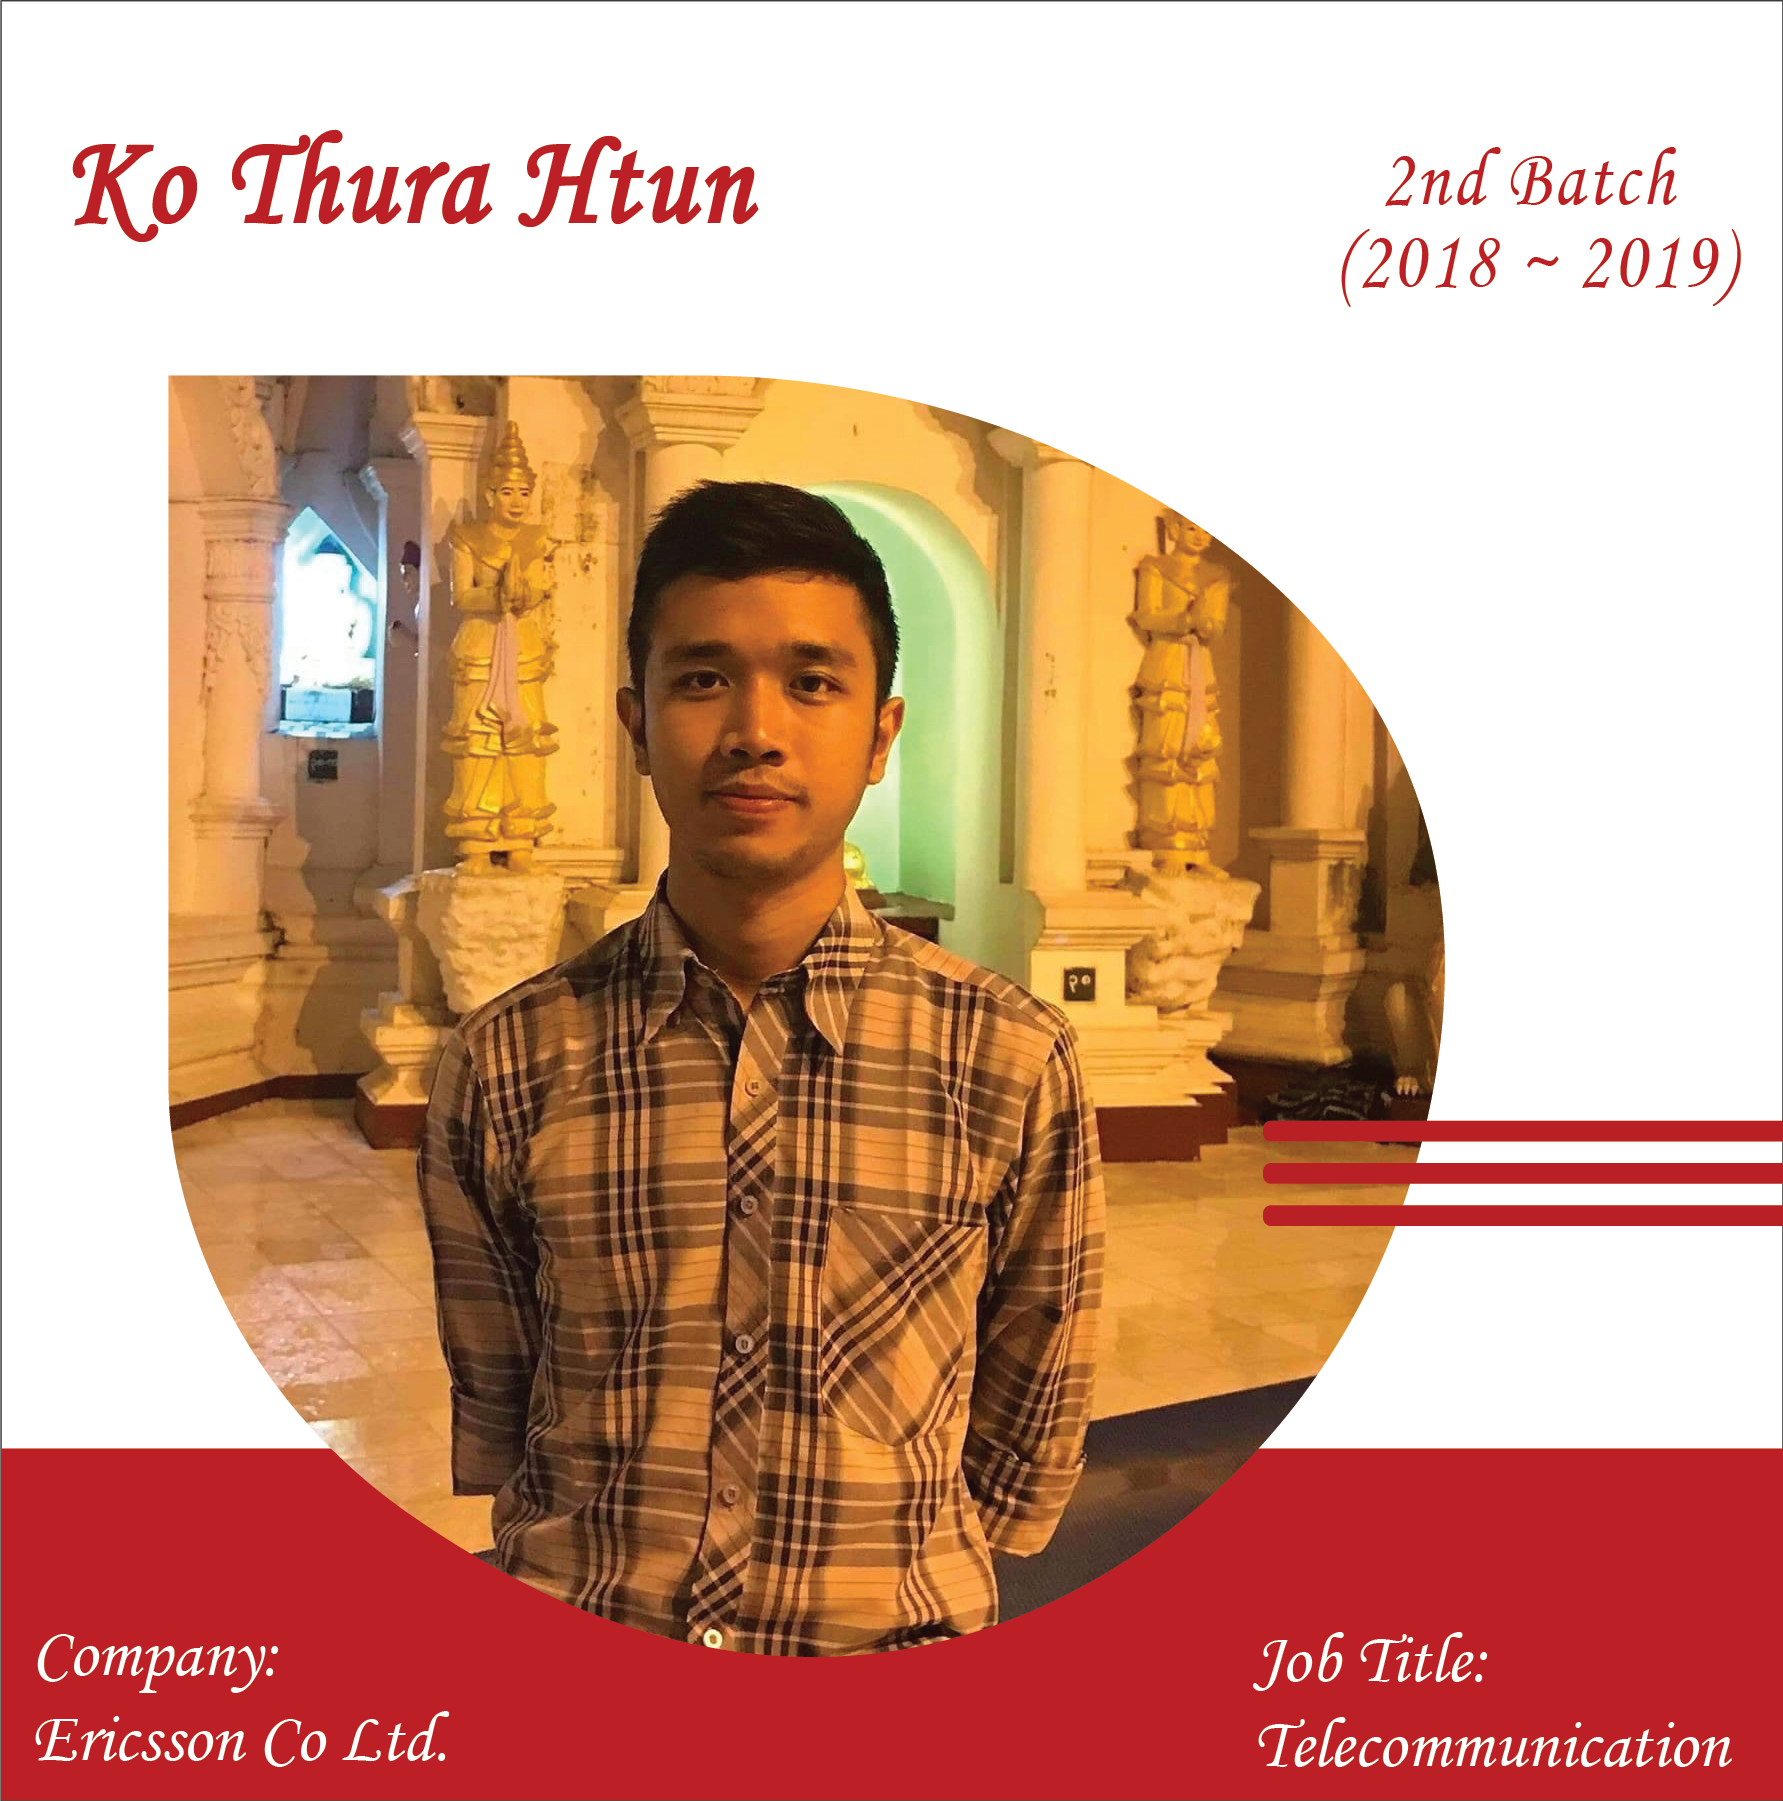 Ko Thura Htun
2nd Batch
(2018 ~ 2019)
Company:
Ericsson Co Ltd.
Job Title:
Telecommunication